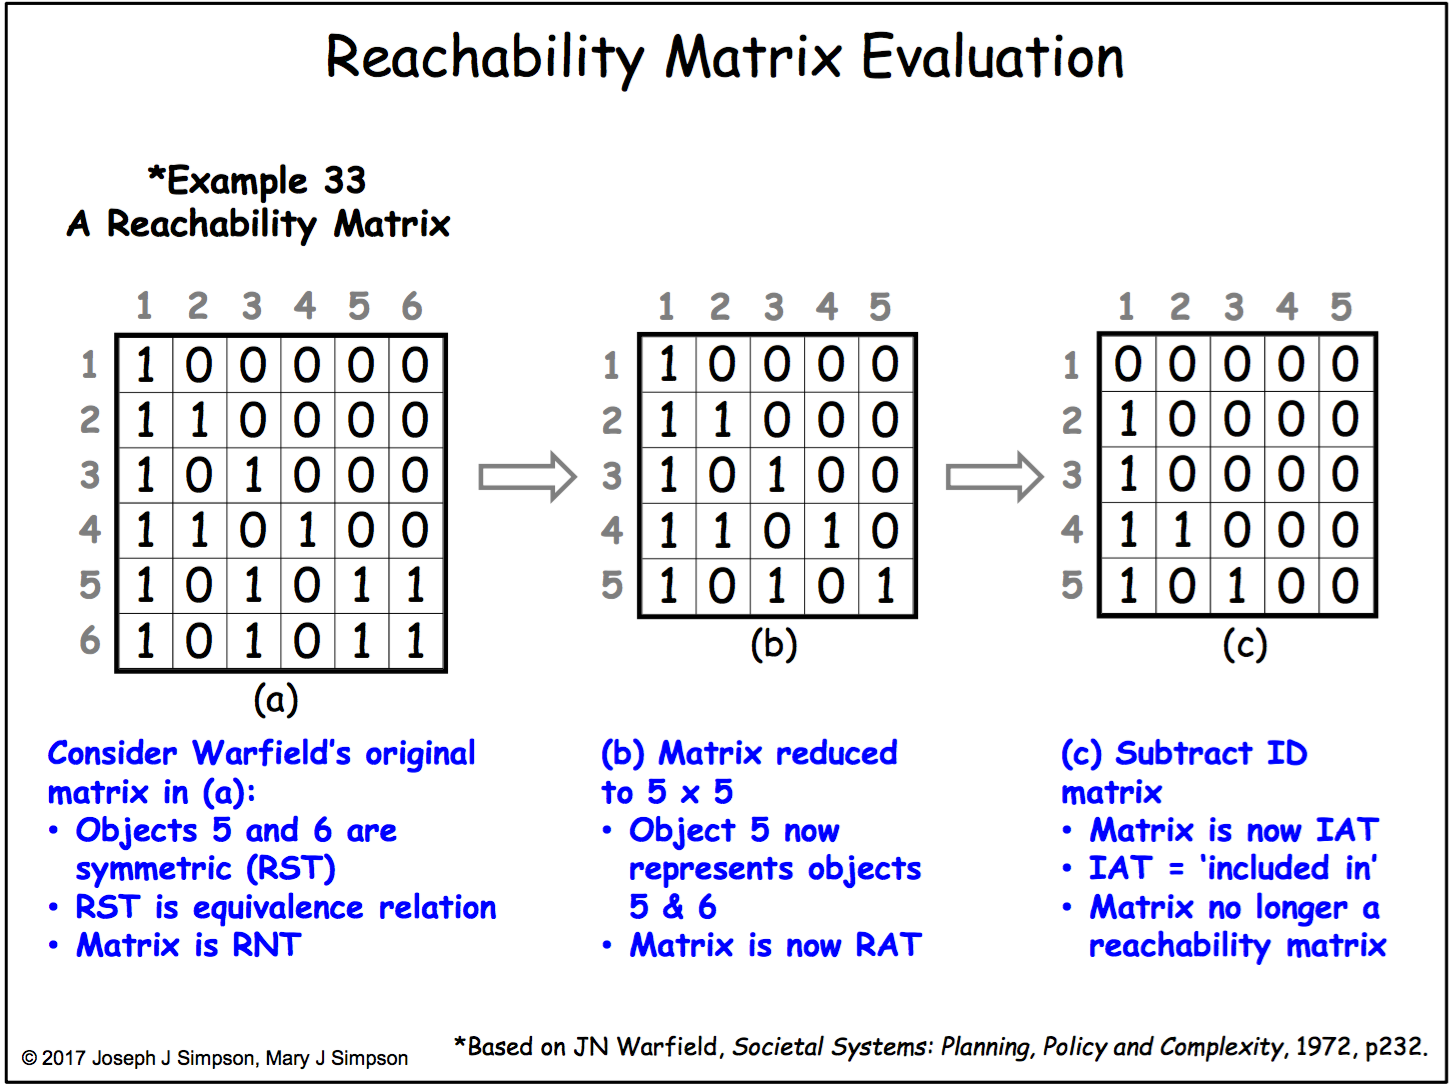 Reachability Matrix Evaluation
*Example 33
A Reachability Matrix
1 2 3 4 5 6
1 1 0 0 0 0 0
2 1 1 0 0 0 0
3 1 0 1 0 0 0
4 1 1 0 1 0 0
5 1 0 1 0 1 1
6 1 0 1 0 1 1
(a)
1 2 3 4 5
1 1 0 0 0 0
2 1 1 0 0 0
3 1 0 1 0 0
4 1 1 0 1 0
5 1 0 1 0 1
(b)
1 2 3 4 5
1 0 0 0 0 0
2 1 0 0 0 0
3 1 0 0 0 0
4 1 1 0 0 0
5 1 0 1 0 0
(c)
Consider Warfield's original
matrix in (a):
• Objects 5 and 6 are
symmetric (RST)
• RST is equivalence relation
• Matrix is RNT
(b) Matrix reduced
to 5 x 5
• Object 5 now
represents objects
5 & 6
• Matrix is now RAT
(c) Subtract ID
matrix
• Matrix is now IAT
• IAT = 'included in'
• Matrix no longer a
reachability matrix
© 2017 Joseph J Simpson, Mary J Simpson
*Based on JN Warfield, Societal Systems: Planning, Policy and Complexity, 1972, p232.